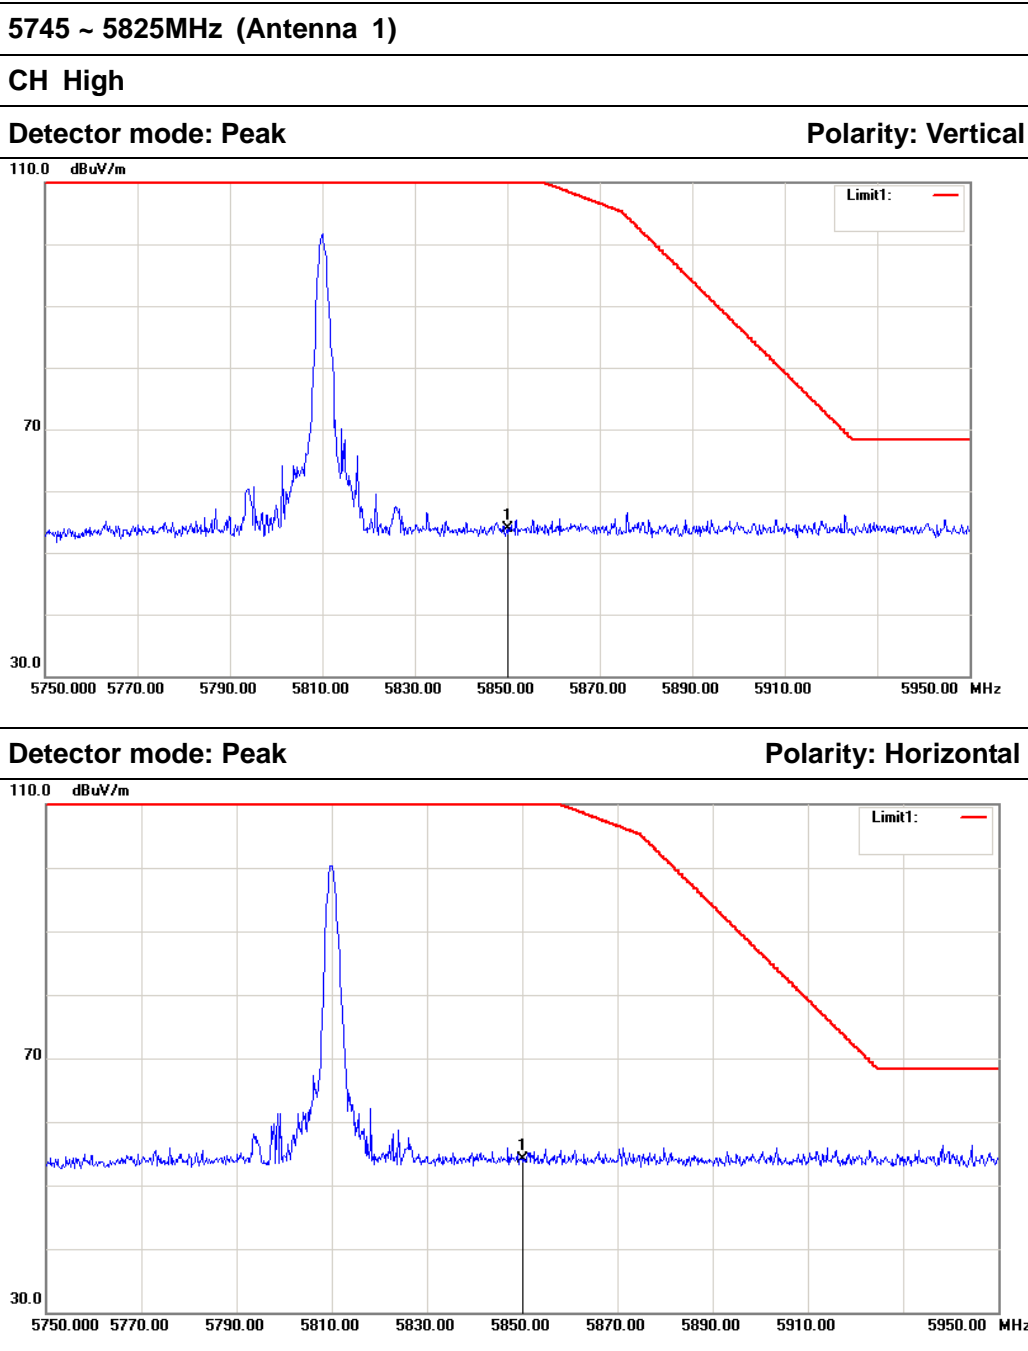 5745 ~ 5825MHz (Antenna 1)
CH High
Detector mode: Peak Polarity: Vertical
110.0 dBuV/m
Limit1:
70
1
30.0
5750.000 5770.00 5790.00 5810.00 5830.00 5850.00 5870.00 5890.00 5910.00 5950.00 MHz
Detector mode: Peak Polarity: Horizontal
110.0 dBuV/m
Limit1:
70
1
30.0
5750.000 5770.00 5790.00 5810.00 5830.00 5850.00 5870.00 5890.00 5910.00 5950.00 MHz